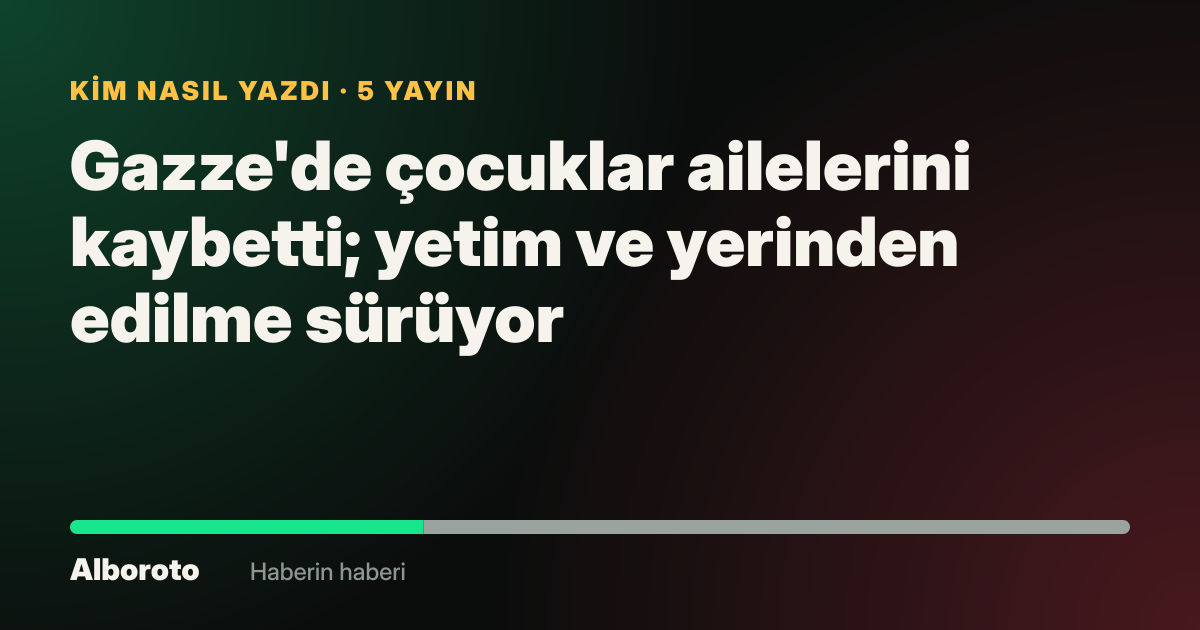 KİM NASIL YAZDI · 5 YAYIN
Gazze'de çocuklar ailelerini
kaybetti; yetim ve yerinden
edilme sürüyor
Alboroto
Haberin haberi